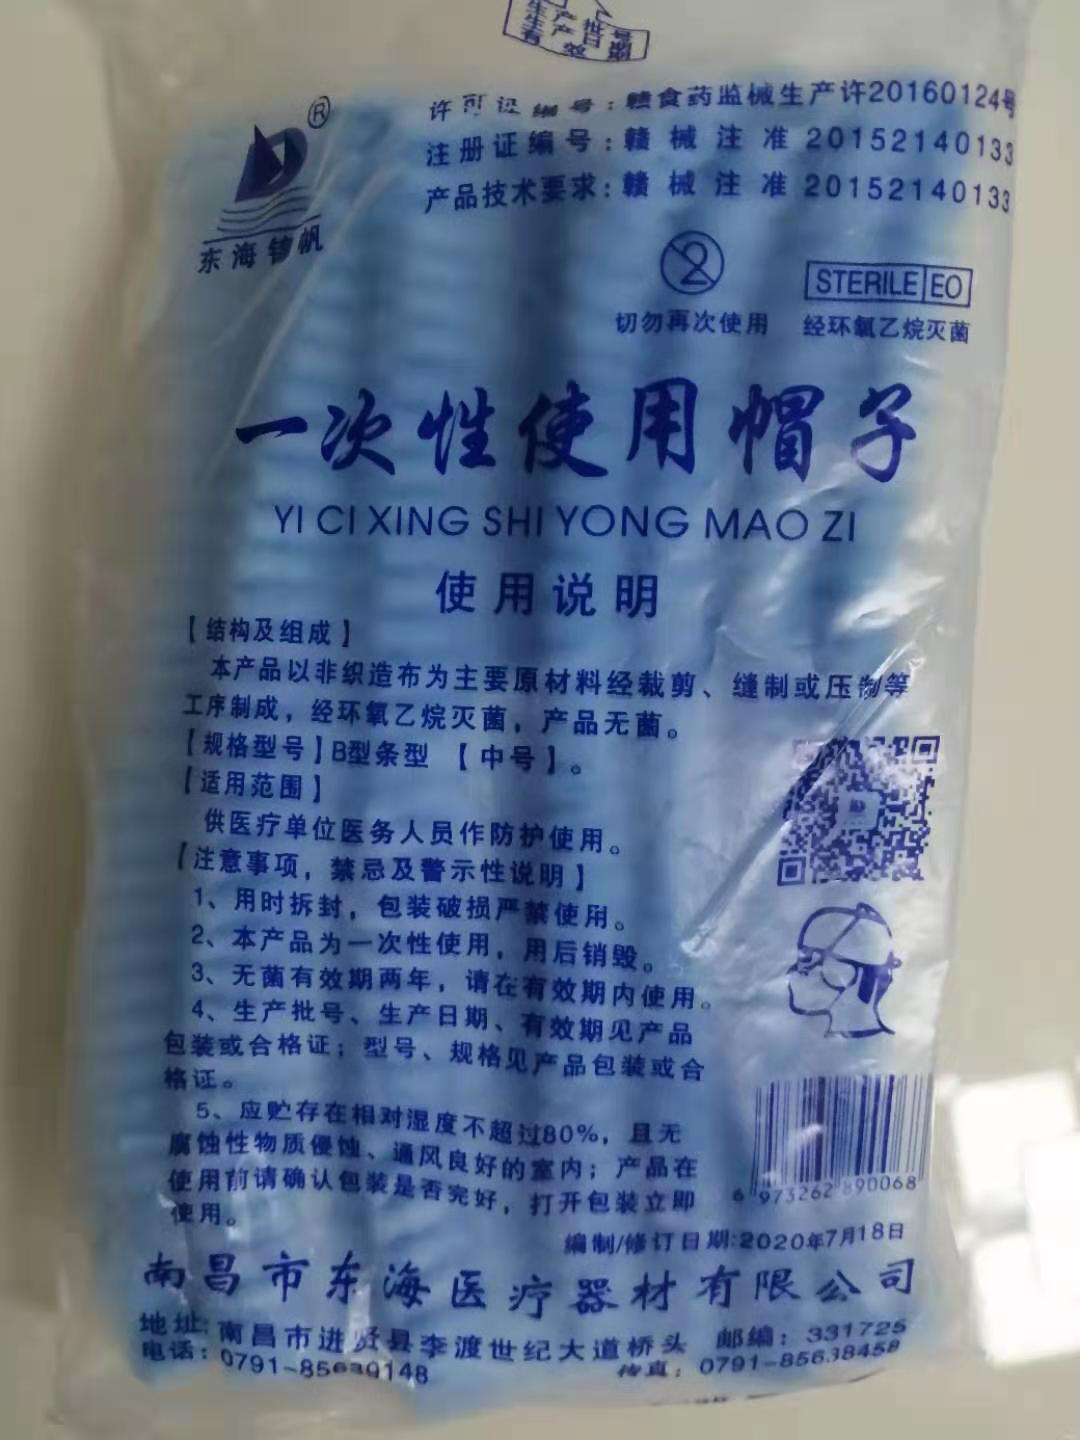 生产批号
生产日期
有效期
许可证编号:赣食药监械生产许20160124号
注册证编号:赣械注准20152140133
产品技术要求:赣械注准20152140133
®
东海锦帆
2
STERILE EO
切勿再次使用
经环氧乙烷灭菌
一次性使用帽子
YI CI XING SHI YONG MAO ZI
使用说明
【结构及组成】
本产品以非织造布为主要原材料经裁剪、缝制或压制等
工序制成，经环氧乙烷灭菌，产品无菌。
【规格型号】B型条型 【中号】。
【适用范围】
供医疗单位医务人员作防护使用。
【注意事项，禁忌及警示性说明】
1、用时拆封，包装破损严禁使用。
2、本产品为一次性使用，用后销毁。
3、无菌有效期两年，请在有效期内使用。
4、生产批号、生产日期、有效期见产品
包装或合格证；型号、规格见产品包装或合
格证。
5、应贮存在相对湿度不超过80%，且无
腐蚀性物质侵蚀、通风良好的室内；产品在
使用前请确认包装是否完好，打开包装立即
使用。
6 973262 890068
编制/修订日期:2020年7月18日
南昌市东海医疗器材有限公司
地址:南昌市进贤县李渡世纪大道桥头 邮编：331725
电话：0791-85639148 传真：0791-85638458